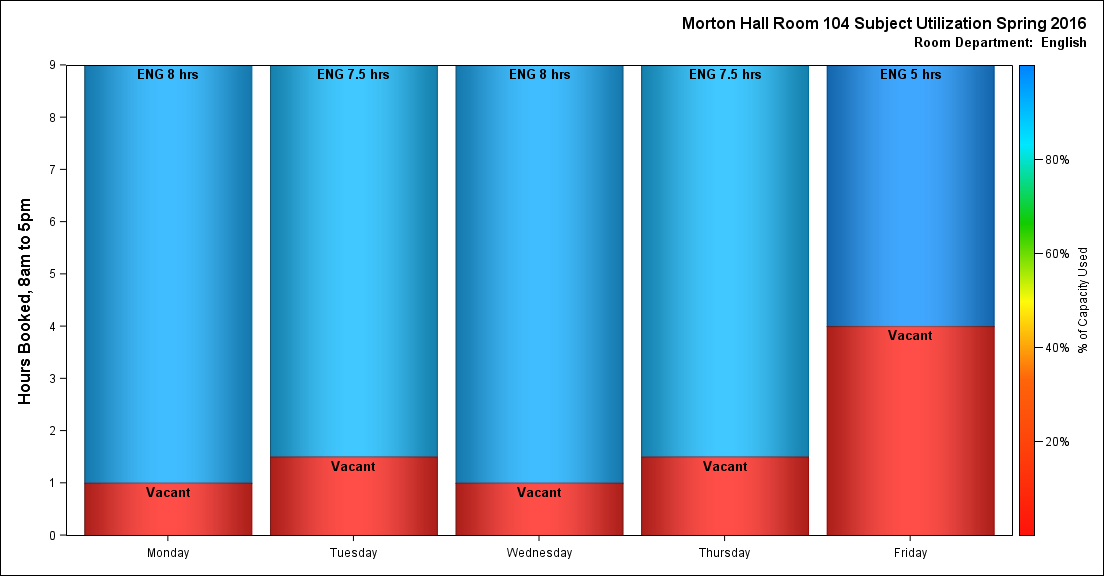 Morton Hall Room 104 Subject Utilization Spring 2016
Room Department:  English
Hours Booked, 8am to 5pm
9
8
7
6
5
4
3
2
1
0
ENG 8 hrs
ENG 7.5 hrs
ENG 8 hrs
ENG 7.5 hrs
ENG 5 hrs
Vacant
Vacant
Vacant
Vacant
Vacant
Monday
Tuesday
Wednesday
Thursday
Friday
80%
60%
40%
20%
% of Capacity Used